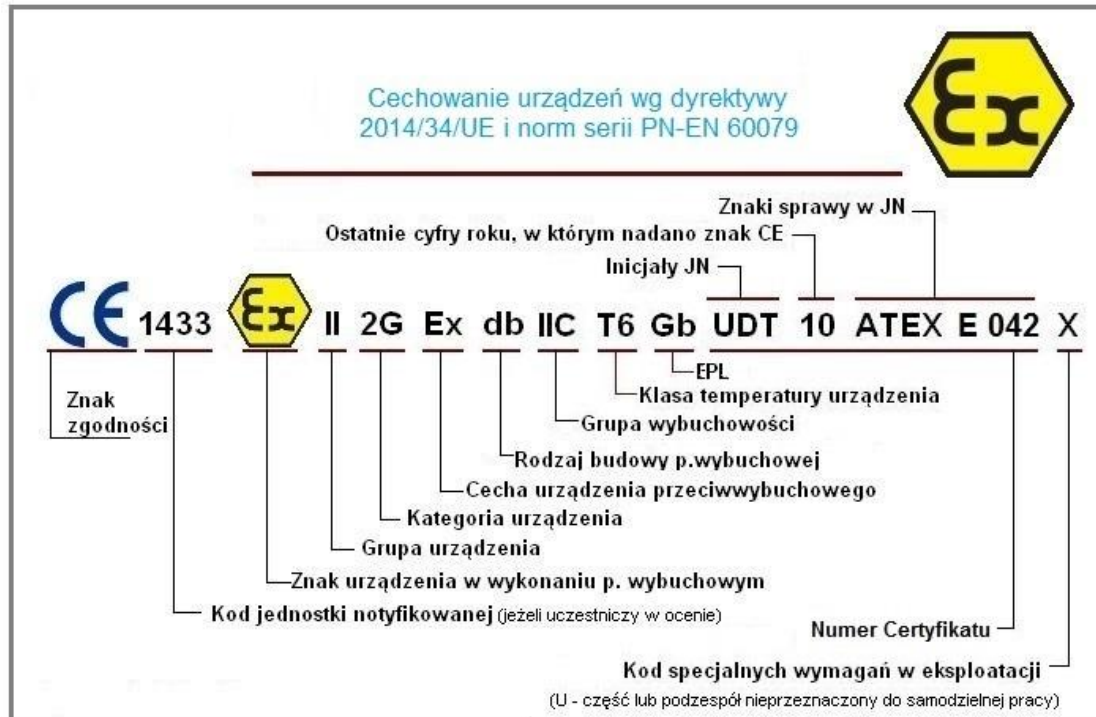 Cechowanie urządzeń wg dyrektywy
2014/34/UE i norm serii PN-EN 60079
Ex
Znaki sprawy w JN
Ostatnie cyfry roku, w którym nadano znak CE
Inicjały JN
CE 1433 Ex II 2G Ex db IIC T6 Gb UDT 10 ATEX E 042 X
EPL
Znak
zgodności
Klasa temperatury urządzenia
Grupa wybuchowości
Rodzaj budowy p.wybuchowej
Cecha urządzenia przeciwwybuchowego
Kategoria urządzenia
Grupa urządzenia
Znak urządzenia w wykonaniu p. wybuchowym
Kod jednostki notyfikowanej (jeżeli uczestniczy w ocenie)
Numer Certyfikatu
Kod specjalnych wymagań w eksploatacji
(U - część lub podzespół nieprzeznaczony do samodzielnej pracy)